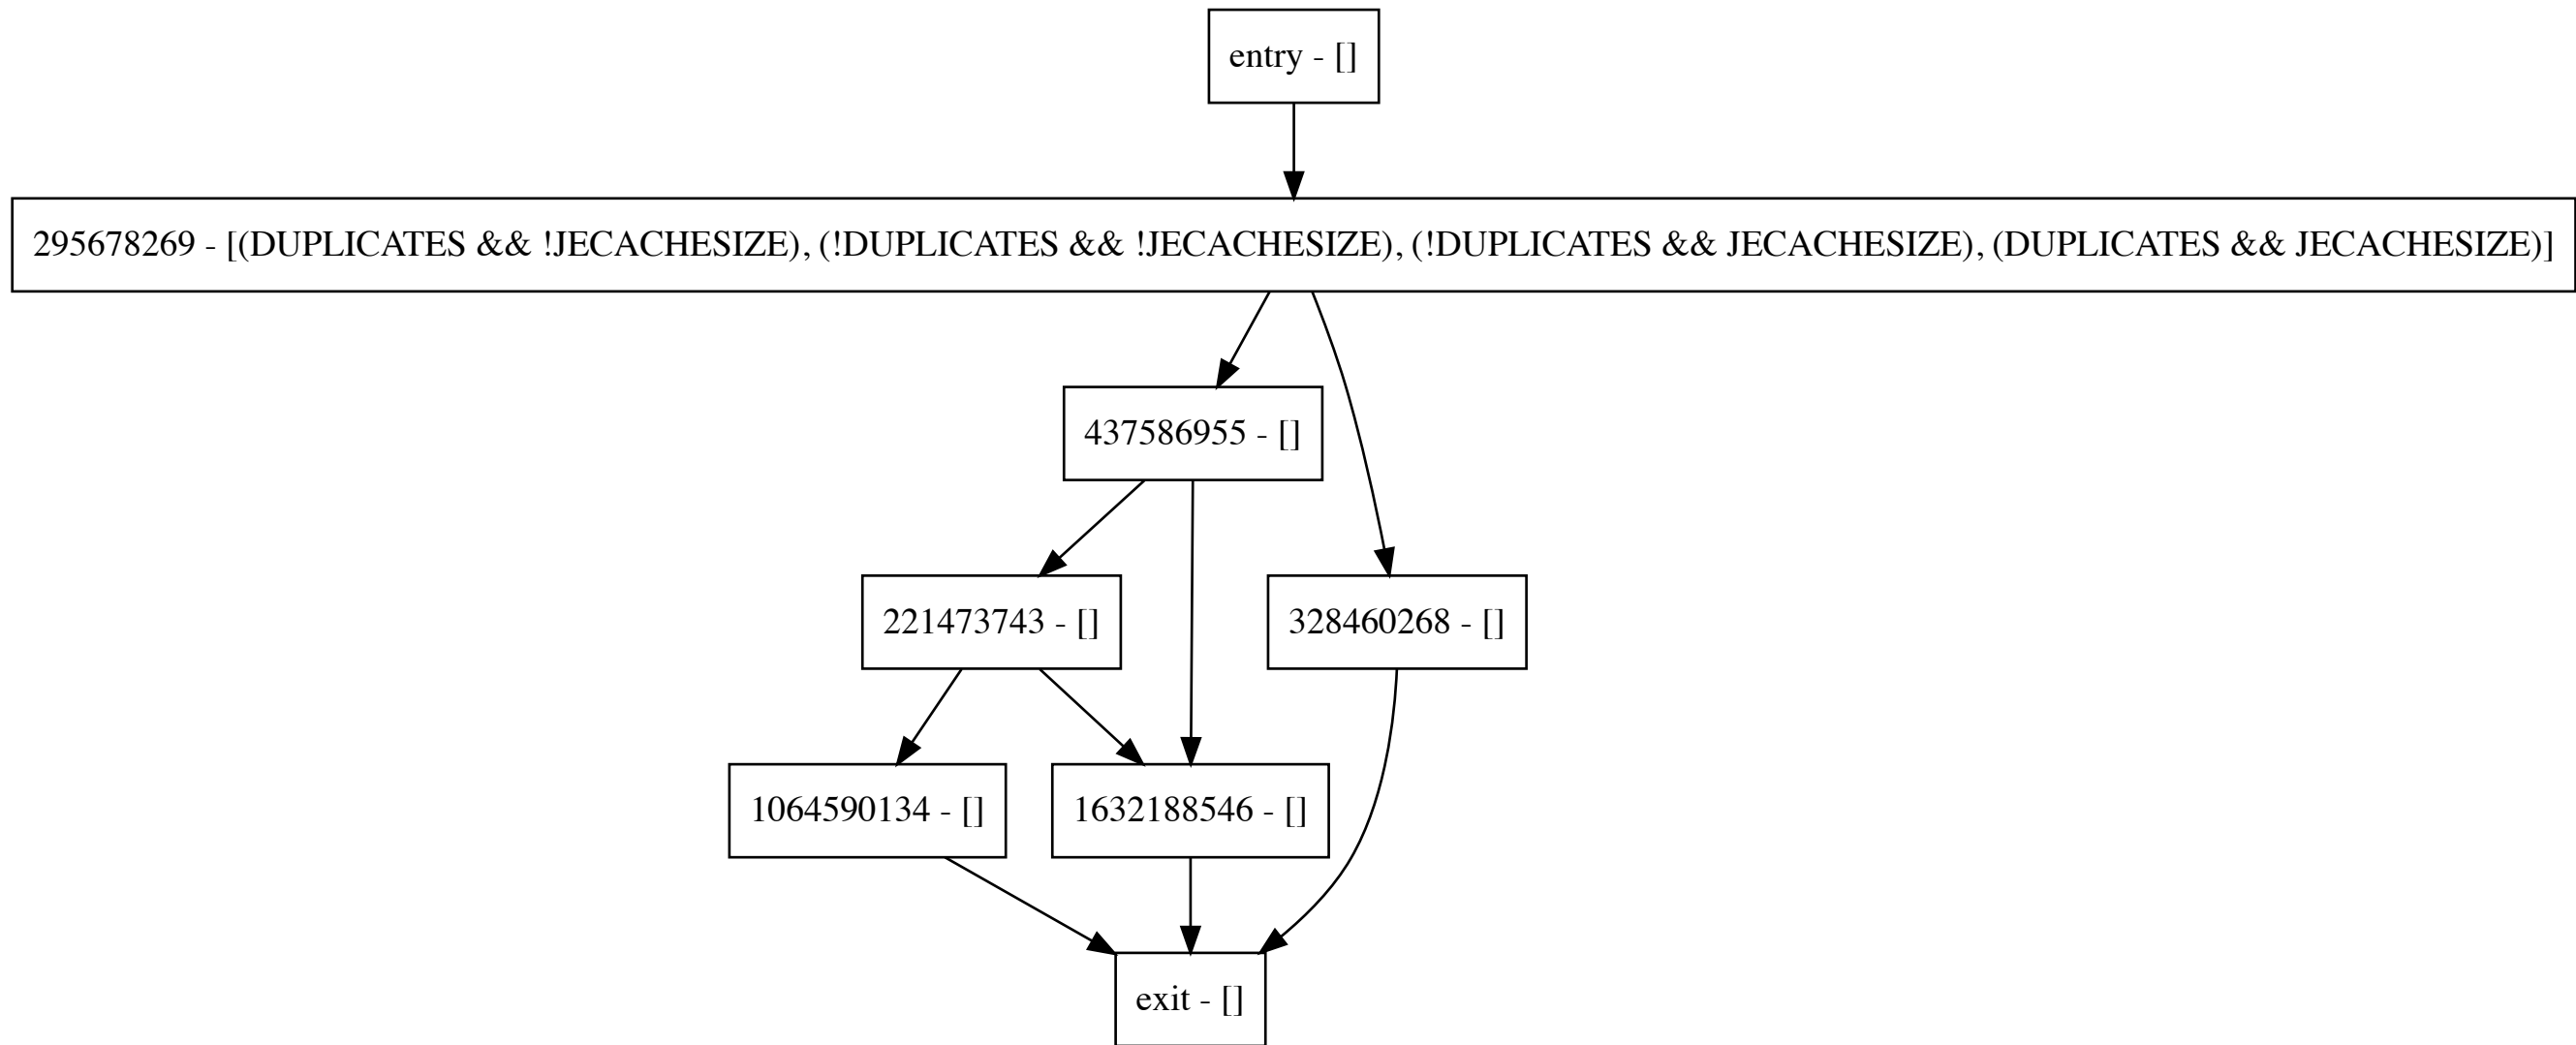 entry - []
295678269 - [(DUPLICATES && !JECACHESIZE), (!DUPLICATES && !JECACHESIZE), (!DUPLICATES && JECACHESIZE), (DUPLICATES && JECACHESIZE)]
437586955 - []
221473743 - []
328460268 - []
1064590134 - []
1632188546 - []
exit - []